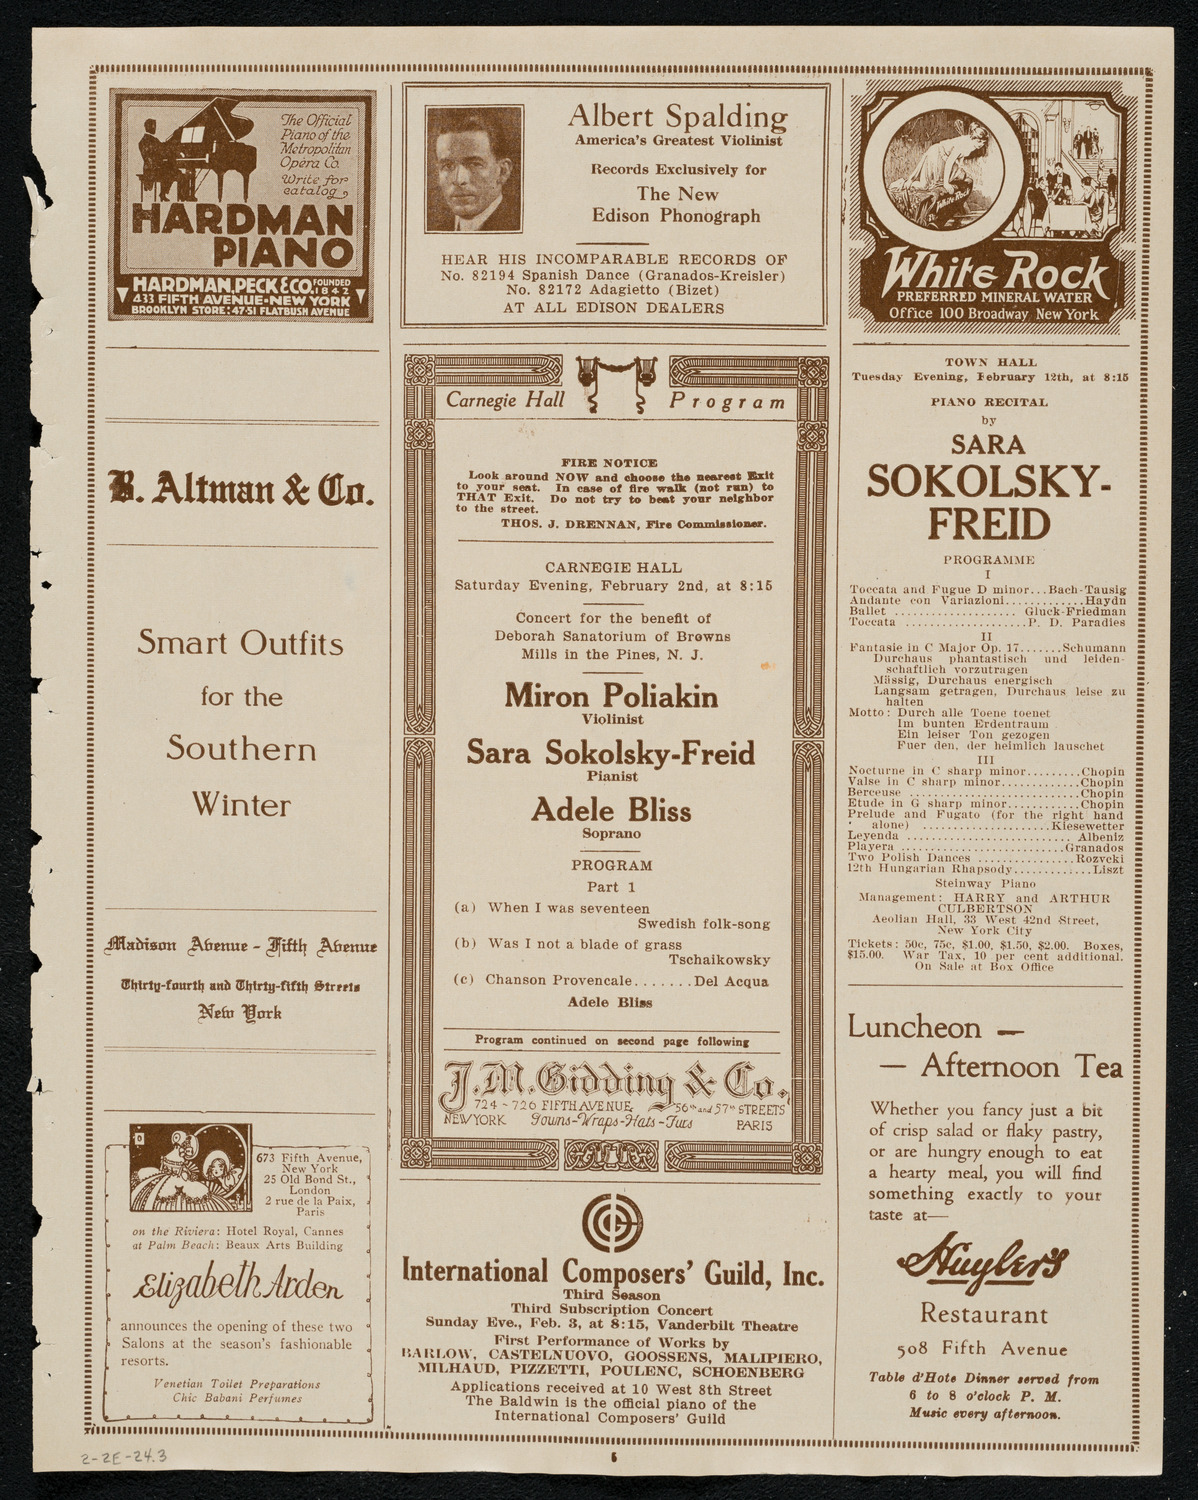 The Official
Piano of the
Metropolitan
Opera Co.
Write for
catalog
HARDMAN
PIANO
HARDMAN, PECK & CO. FOUNDED 1842
433 FIFTH AVENUE · NEW YORK
BROOKLYN STORE: 47-51 FLATBUSH AVENUE
B. Altman & Co.
Smart Outfits
for the
Southern
Winter
Madison Avenue - Fifth Avenue
Thirty-fourth and Thirty-fifth Streets
New York
673 Fifth Avenue,
New York
25 Old Bond St.,
London
2 rue de la Paix,
Paris
on the Riviera: Hotel Royal, Cannes
at Palm Beach: Beaux Arts Building
Elizabeth Arden
announces the opening of these two
Salons at the season's fashionable
resorts.
Venetian Toilet Preparations
Chic Babani Perfumes
Albert Spalding
America's Greatest Violinist
Records Exclusively for
The New
Edison Phonograph
HEAR HIS INCOMPARABLE RECORDS OF
No. 82194 Spanish Dance (Granados-Kreisler)
No. 82172 Adagietto (Bizet)
AT ALL EDISON DEALERS
Carnegie Hall Program
FIRE NOTICE
Look around NOW and choose the nearest Exit
to your seat. In case of fire walk (not run) to
THAT Exit. Do not try to beat your neighbor
to the street.
THOS. J. DRENNAN, Fire Commissioner.
CARNEGIE HALL
Saturday Evening, February 2nd, at 8:15
Concert for the benefit of
Deborah Sanatorium of Browns
Mills in the Pines, N. J.
Miron Poliakin
Violinist
Sara Sokolsky-Freid
Pianist
Adele Bliss
Soprano
PROGRAM
Part 1
(a) When I was seventeen
Swedish folk-song
(b) Was I not a blade of grass
Tschaikowsky
(c) Chanson Provencale.......Del Acqua
Adele Bliss
Program continued on second page following
J. M. Gidding & Co.
724 - 726 FIFTH AVENUE 56th and 57th STREETS
NEW YORK Gowns-Wraps-Hats-Furs PARIS
International Composers' Guild, Inc.
Third Season
Third Subscription Concert
Sunday Eve., Feb. 3, at 8:15, Vanderbilt Theatre
First Performance of Works by
BARLOW, CASTELNUOVO, GOOSSENS, MALIPIERO,
MILHAUD, PIZZETTI, POULENC, SCHOENBERG
Applications received at 10 West 8th Street
The Baldwin is the official piano of the
International Composers' Guild
White Rock
White Rock
PREFERRED MINERAL WATER
Office 100 Broadway New York
TOWN HALL
Tuesday Evening, February 12th, at 8:15
PIANO RECITAL
by
SARA
SOKOLSKY-
FREID
PROGRAMME
I
Toccata and Fugue D minor...Bach-Tausig
Andante con Variazioni............Haydn
Ballet .................. Gluck-Friedman
Toccata ...................P. D. Paradies
II
Fantasie in C Major Op. 17.......Schumann
Durchaus phantastisch und leiden-
schaftlich vorzutragen
Mässig, Durchaus energisch
Langsam getragen, Durchaus leise zu
halten
Motto: Durch alle Toene toenet
Im bunten Erdentraum
Ein leiser Ton gezogen
Fuer den, der heimlich lauschet
III
Nocturne in C sharp minor.........Chopin
Valse in C sharp minor............Chopin
Berceuse ..........................Chopin
Etude in G sharp minor............Chopin
Prelude and Fugato (for the right hand
alone) ....................Kiesewetter
Leyenda .......................... Albeniz
Playera .........................Granados
Two Polish Dances ...............Rozycki
12th Hungarian Rhapsody.............Liszt
Steinway Piano
Management: HARRY and ARTHUR
CULBERTSON
Aeolian Hall, 33 West 42nd Street,
New York City
Tickets: 50c, 75c, $1.00, $1.50, $2.00. Boxes,
$15.00. War Tax, 10 per cent additional.
On Sale at Box Office
Luncheon —
— Afternoon Tea
Whether you fancy just a bit
of crisp salad or flaky pastry,
or are hungry enough to eat
a hearty meal, you will find
something exactly to your
taste at—
Huyler's
Restaurant
508 Fifth Avenue
Table d'Hote Dinner served from
6 to 8 o'clock P. M.
Music every afternoon.
2-2E-24.3
6